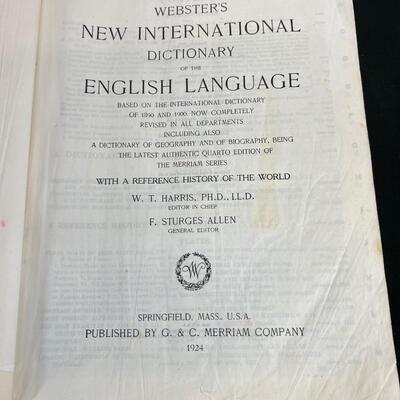 WEBSTER'S
NEW INTERNATIONAL
DICTIONARY
OF THE
ENGLISH LANGUAGE
BASED ON THE INTERNATIONAL DICTIONARY
OF 1890 AND 1900. NOW COMPLETELY
REVISED IN ALL DEPARTMENTS
INCLUDING ALSO
A DICTIONARY OF GEOGRAPHY AND OF BIOGRAPHY, BEING
THE LATEST AUTHENTIC QUARTO EDITION OF
THE MERRIAM SERIES
WITH A REFERENCE HISTORY OF THE WORLD
W. T. HARRIS, PH.D., LL.D.
EDITOR IN CHIEF
F. STURGES ALLEN
GENERAL EDITOR
W
SPRINGFIELD, MASS., U.S.A.
PUBLISHED BY G. & C. MERRIAM COMPANY
1924